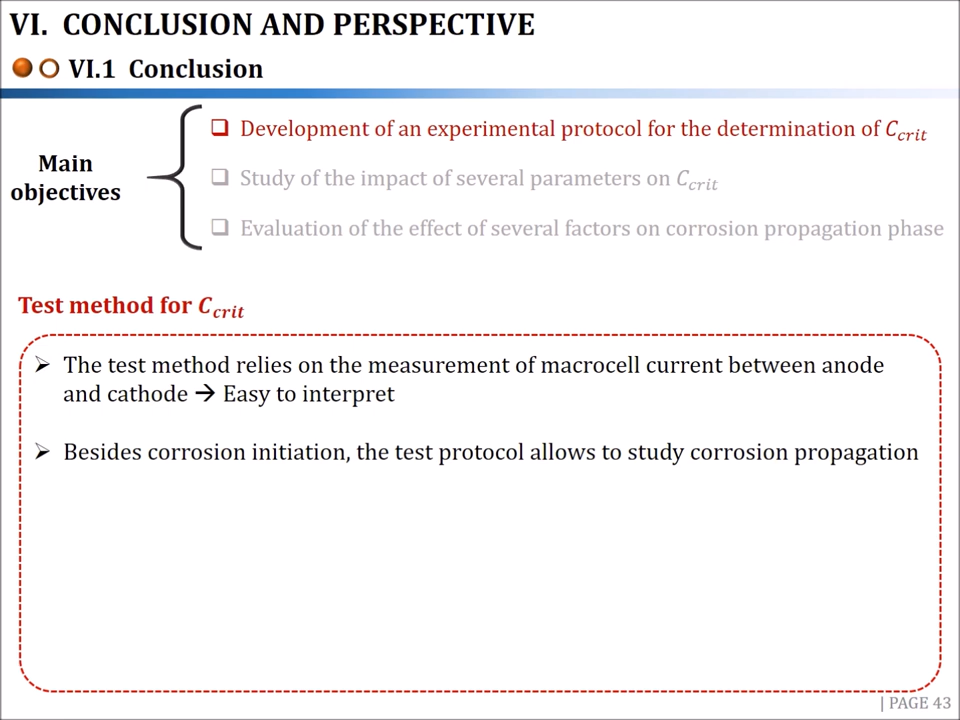 VI. CONCLUSION AND PERSPECTIVE
VI.1 Conclusion
Main
objectives
❑ Development of an experimental protocol for the determination of C_crit
❑ Study of the impact of several parameters on C_crit
❑ Evaluation of the effect of several factors on corrosion propagation phase
Test method for C_crit
➢ The test method relies on the measurement of macrocell current between anode
and cathode → Easy to interpret
➢ Besides corrosion initiation, the test protocol allows to study corrosion propagation
| PAGE 43